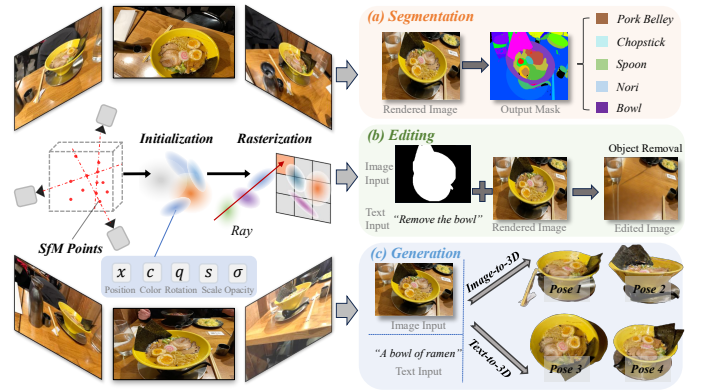 (a) Segmentation
Rendered Image
Output Mask
Pork Belley
Chopstick
Spoon
Nori
Bowl
Initialization
Rasterization
SfM Points
Ray
x c q s σ
Position Color Rotation Scale Opacity
(b) Editing
Image
Input
Text
Input
“Remove the bowl”
Rendered Image
Object Removal
Edited Image
(c) Generation
Image Input
“A bowl of ramen”
Text Input
Image-to-3D
Text-to-3D
Pose 1
Pose 2
Pose 3
Pose 4